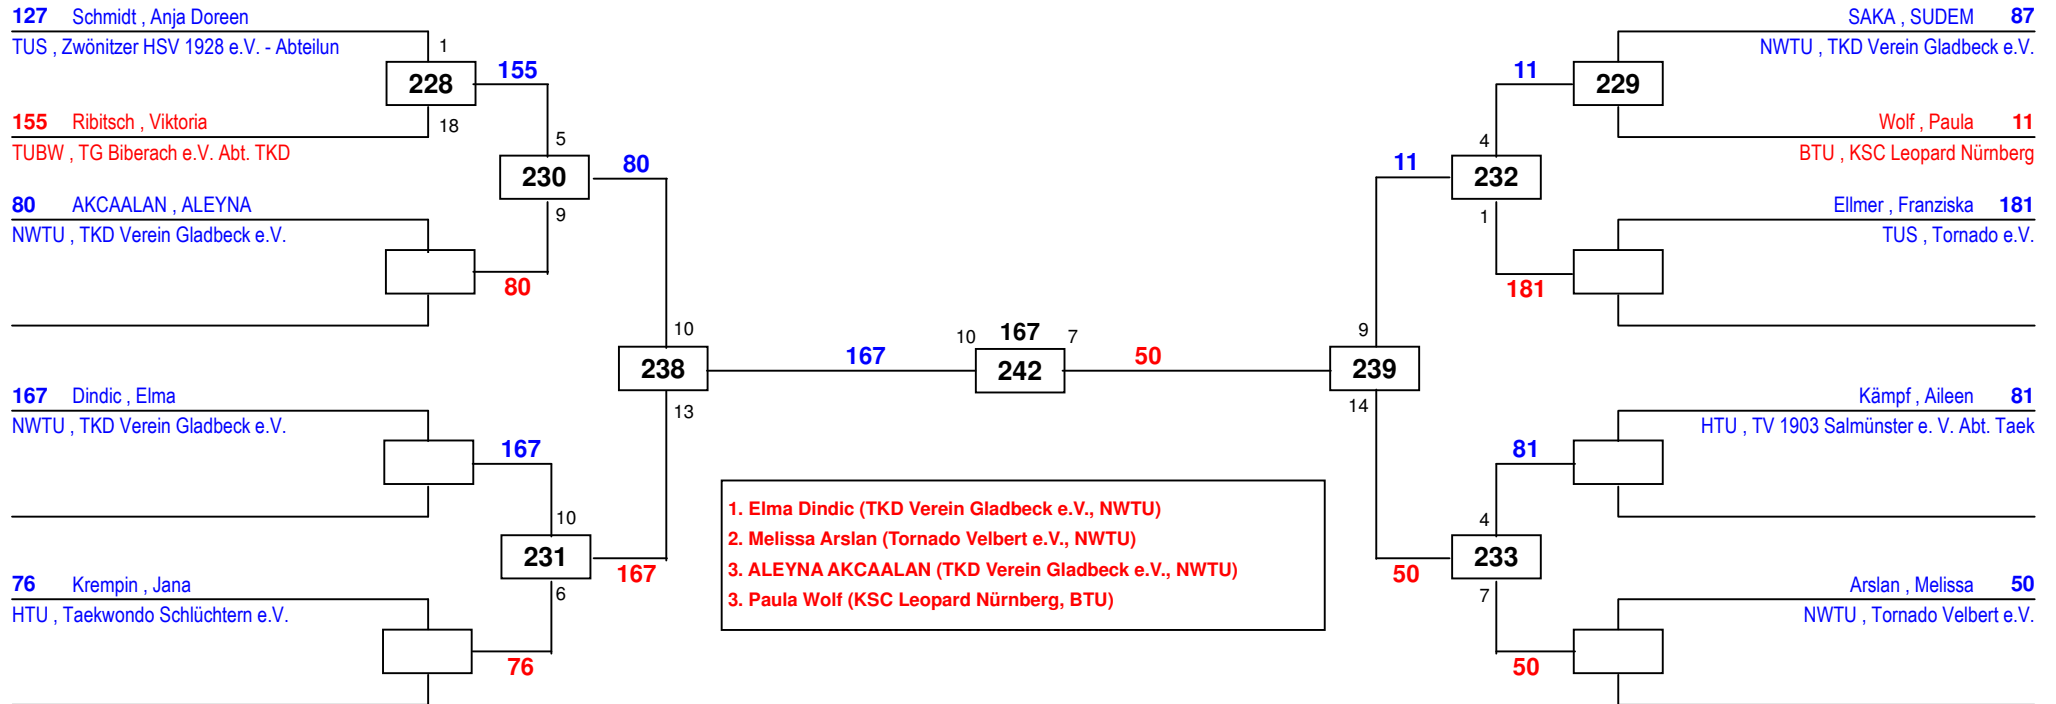 127 Schmidt , Anja Doreen
TUS , Zwönitzer HSV 1928 e.V. - Abteilun
1
228
155
18
155 Ribitsch , Viktoria
TUBW , TG Biberach e.V. Abt. TKD
5
230
80
9
80 AKCAALAN , ALEYNA
NWTU , TKD Verein Gladbeck e.V.
80
10
238
167
13
167 Dindic , Elma
NWTU , TKD Verein Gladbeck e.V.
167
10
231
167
6
76 Krempin , Jana
HTU , Taekwondo Schlüchtern e.V.
76
10 167 7
242
50
1. Elma Dindic (TKD Verein Gladbeck e.V., NWTU)
2. Melissa Arslan (Tornado Velbert e.V., NWTU)
3. ALEYNA AKCAALAN (TKD Verein Gladbeck e.V., NWTU)
3. Paula Wolf (KSC Leopard Nürnberg, BTU)
SAKA , SUDEM 87
NWTU , TKD Verein Gladbeck e.V.
11
229
Wolf , Paula 11
BTU , KSC Leopard Nürnberg
4
11
232
1
Ellmer , Franziska 181
TUS , Tornado e.V.
181
9
239
14
Kämpf , Aileen 81
HTU , TV 1903 Salmünster e. V. Abt. Taek
81
4
233
50
7
Arslan , Melissa 50
NWTU , Tornado Velbert e.V.
50